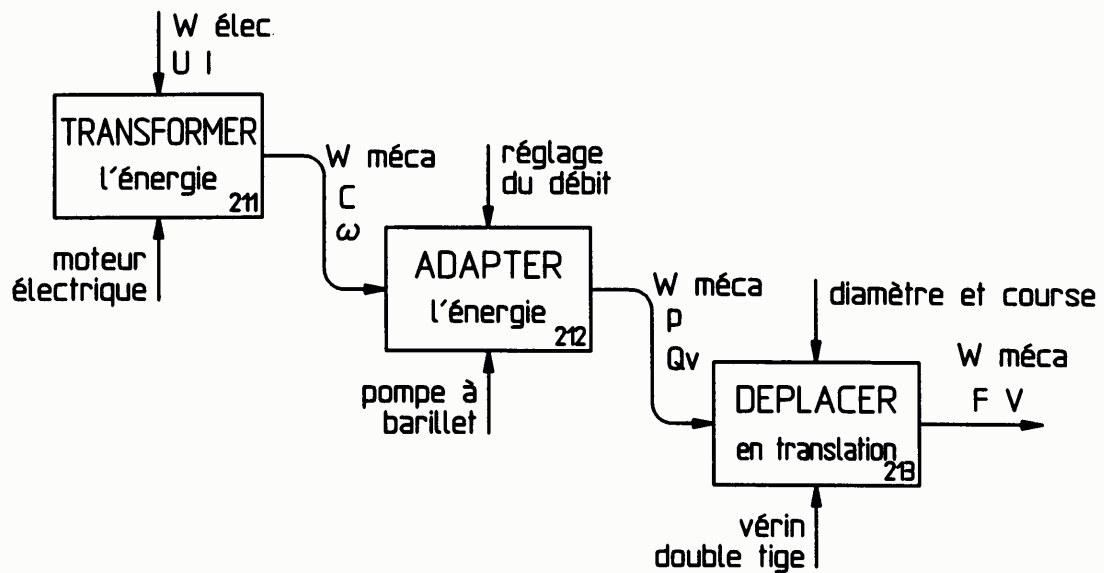 W élec.
U I
TRANSFORMER
l'énergie
211
moteur
électrique
W méca
C
ω
réglage
du débit
ADAPTER
l'énergie
212
pompe à
barillet
W méca
p
Qv
diamètre et course
DEPLACER
en translation
213
vérin
double tige
W méca
F V